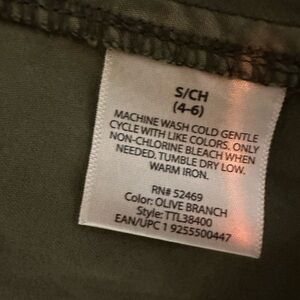 S/CH
(4-6)
MACHINE WASH COLD GENTLE
CYCLE WITH LIKE COLORS. ONLY
NON-CHLORINE BLEACH WHEN
NEEDED. TUMBLE DRY LOW.
WARM IRON.
RN# 52469
Color: OLIVE BRANCH
Style: TTL38400
EAN/UPC 1 9255500447